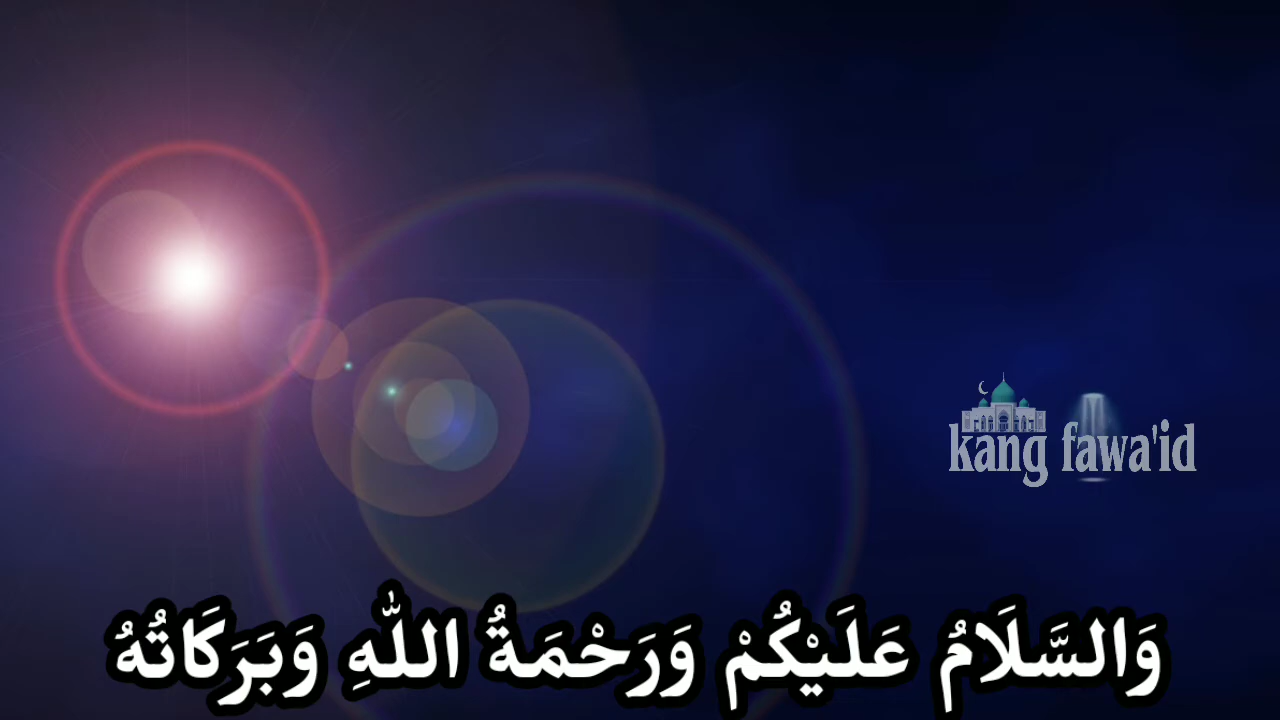 kang fawa'id
وَالسَّلَامُ عَلَيْكُمْ وَرَحْمَةُ اللّٰهِ وَبَرَكَاتُهُ